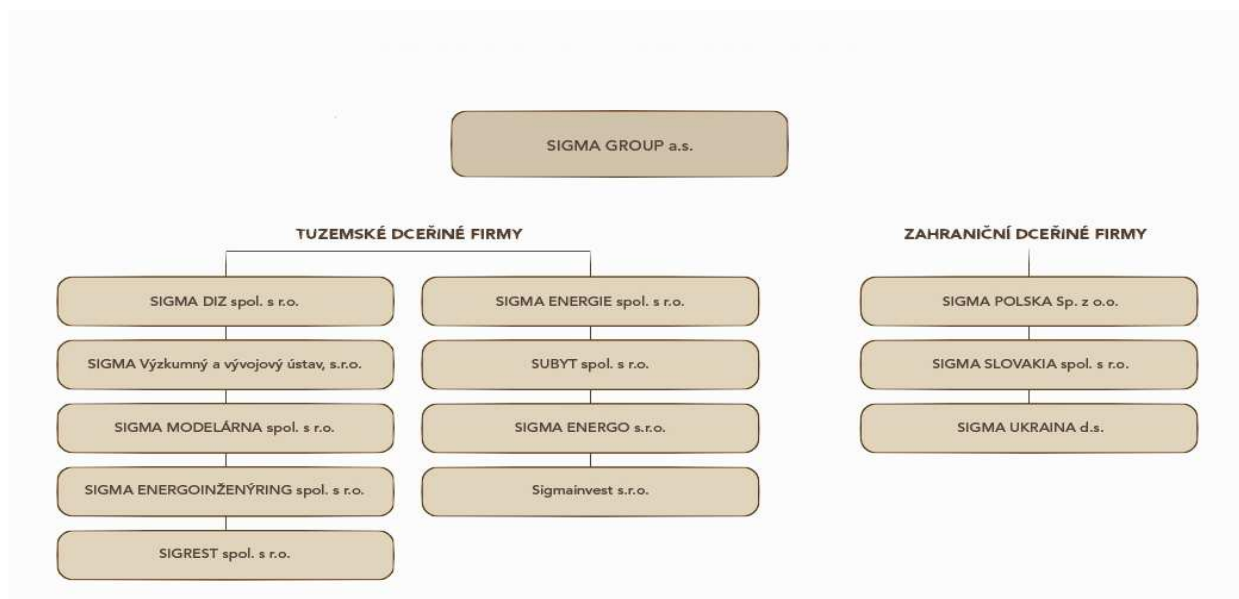 SIGMA GROUP a.s.
TUZEMSKÉ DCEŘINÉ FIRMY
SIGMA DIZ spol. s r.o.
SIGMA Výzkumný a vývojový ústav, s.r.o.
SIGMA MODELÁRNA spol. s r.o.
SIGMA ENERGOINŽENÝRING spol. s r.o.
SIGREST spol. s r.o.
SIGMA ENERGIE spol. s r.o.
SUBYT spol. s r.o.
SIGMA ENERGO s.r.o.
Sigmainvest s.r.o.
ZAHRANIČNÍ DCEŘINÉ FIRMY
SIGMA POLSKA Sp. z o.o.
SIGMA SLOVAKIA spol. s r.o.
SIGMA UKRAINA d.s.